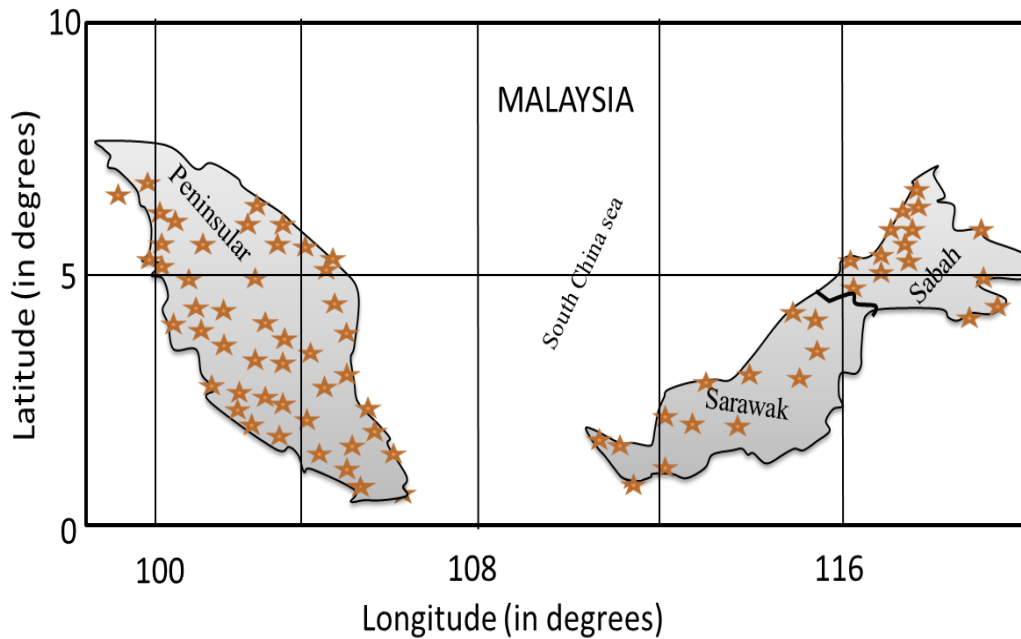 10
MALAYSIA
Peninsular
South China sea
Sabah
5
Sarawak
0
100
108
116
Latitude (in degrees)
Longitude (in degrees)